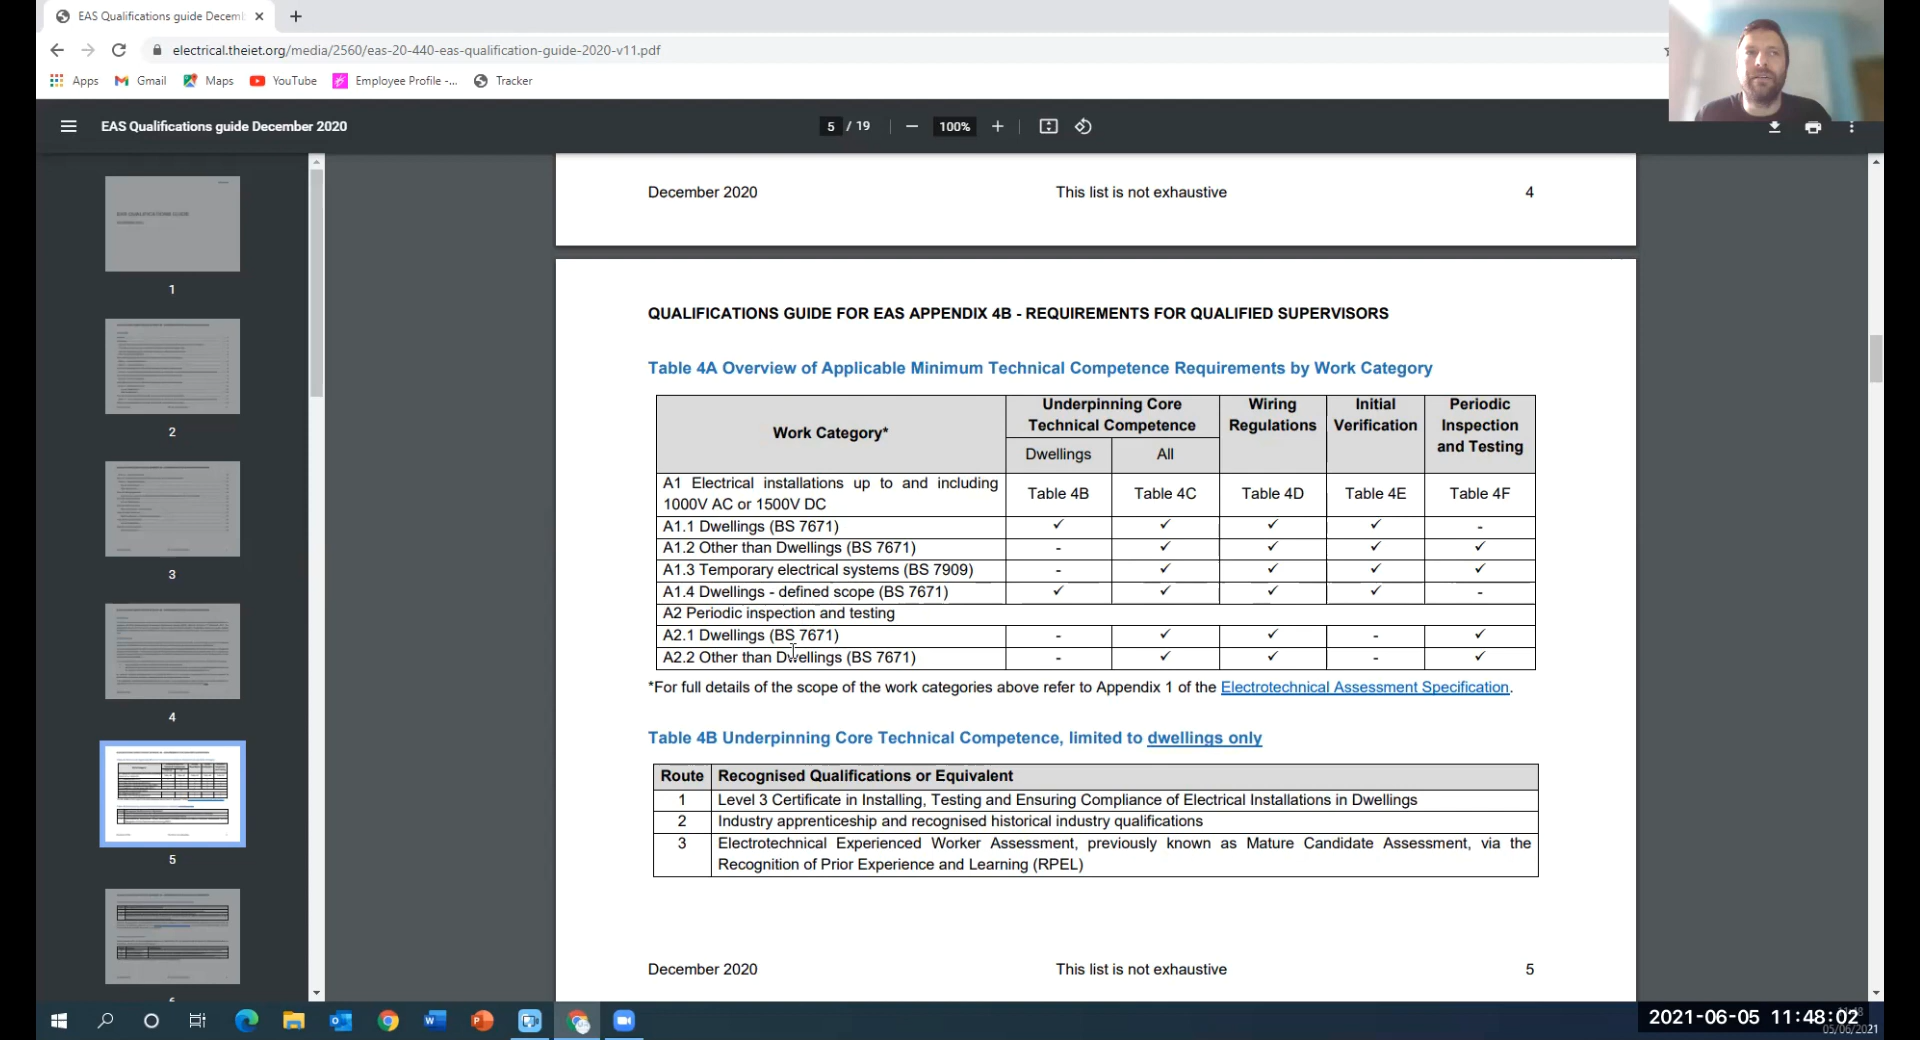 EAS Qualifications guide Decem
electrical.theiet.org/media/2560/eas-20-440-eas-qualification-guide-2020-v11.pdf
Apps Gmail Maps YouTube Employee Profile -... Tracker
EAS Qualifications guide December 2020
5 / 19 100%
1
2
3
4
5
December 2020 This list is not exhaustive 4
QUALIFICATIONS GUIDE FOR EAS APPENDIX 4B - REQUIREMENTS FOR QUALIFIED SUPERVISORS
Table 4A Overview of Applicable Minimum Technical Competence Requirements by Work Category
Work Category*
Underpinning Core
Technical Competence
Dwellings All
Wiring
Regulations
Initial
Verification
Periodic
Inspection
and Testing
A1 Electrical installations up to and including
1000V AC or 1500V DC
Table 4B Table 4C Table 4D Table 4E Table 4F
A1.1 Dwellings (BS 7671) ✓ ✓ ✓ ✓ -
A1.2 Other than Dwellings (BS 7671) - ✓ ✓ ✓ ✓
A1.3 Temporary electrical systems (BS 7909) - ✓ ✓ ✓ ✓
A1.4 Dwellings - defined scope (BS 7671) ✓ ✓ ✓ ✓ -
A2 Periodic inspection and testing
A2.1 Dwellings (BS 7671) - ✓ ✓ - ✓
A2.2 Other than Dwellings (BS 7671) - ✓ ✓ - ✓
*For full details of the scope of the work categories above refer to Appendix 1 of the Electrotechnical Assessment Specification.
Table 4B Underpinning Core Technical Competence, limited to dwellings only
Route Recognised Qualifications or Equivalent
1 Level 3 Certificate in Installing, Testing and Ensuring Compliance of Electrical Installations in Dwellings
2 Industry apprenticeship and recognised historical industry qualifications
3 Electrotechnical Experienced Worker Assessment, previously known as Mature Candidate Assessment, via the
Recognition of Prior Experience and Learning (RPEL)
December 2020 This list is not exhaustive 5
2021-06-05 11:48:02
05/06/2021